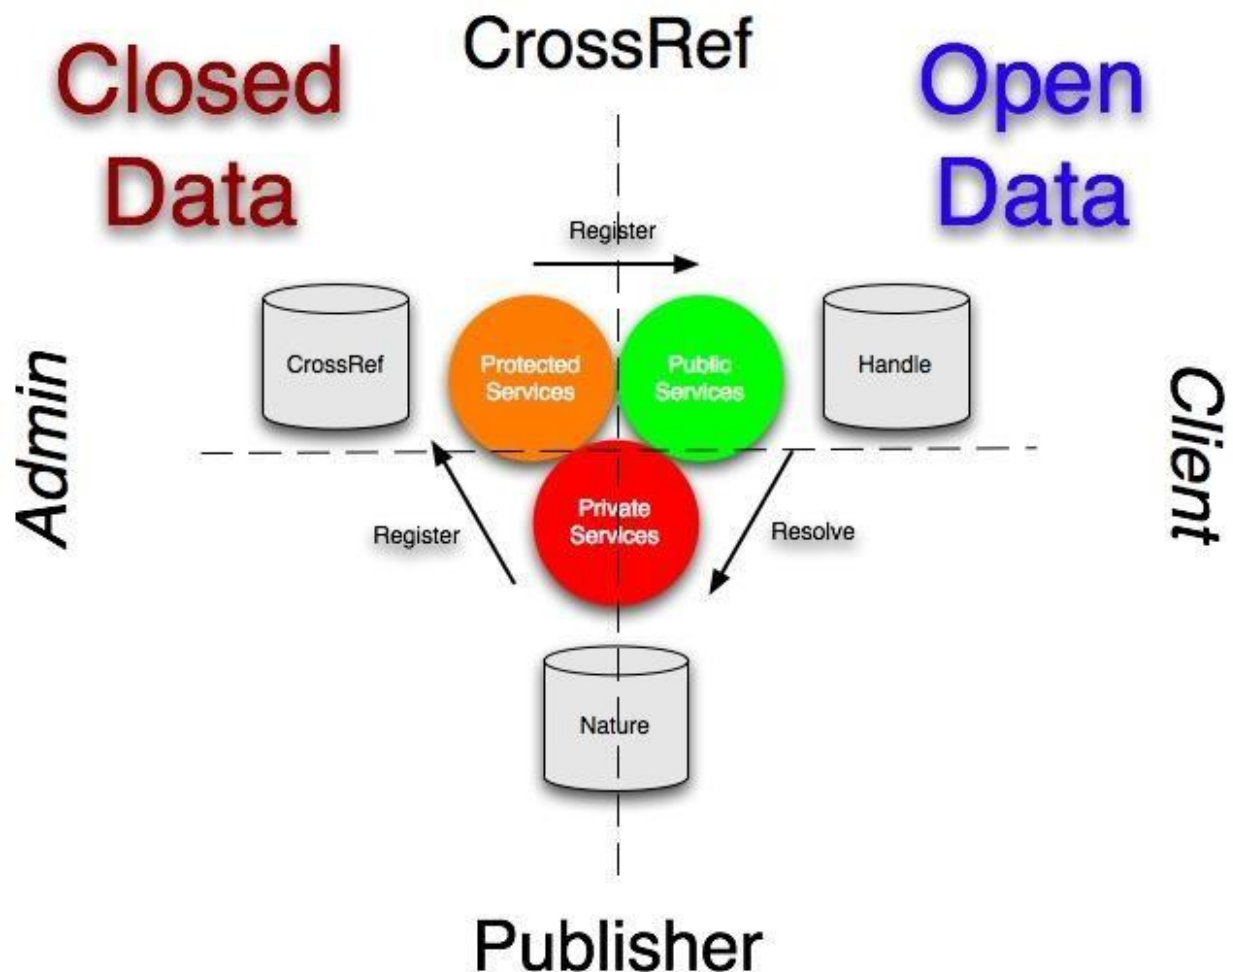 CrossRef
Closed
Data
Open
Data
Register
CrossRef
Protected
Services
Public
Services
Handle
Admin
Client
Register
Private
Services
Resolve
Nature
Publisher